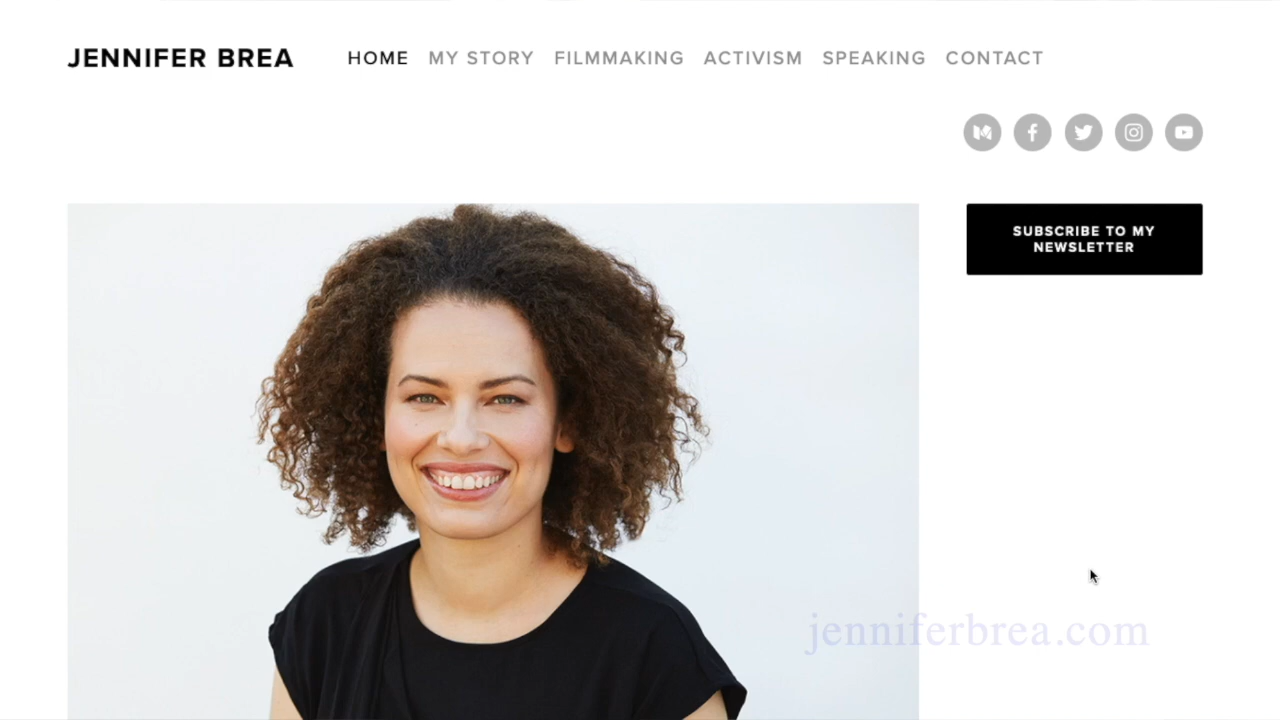 JENNIFER BREA HOME MY STORY FILMMAKING ACTIVISM SPEAKING CONTACT
SUBSCRIBE TO MY
NEWSLETTER
jenniferbrea.com